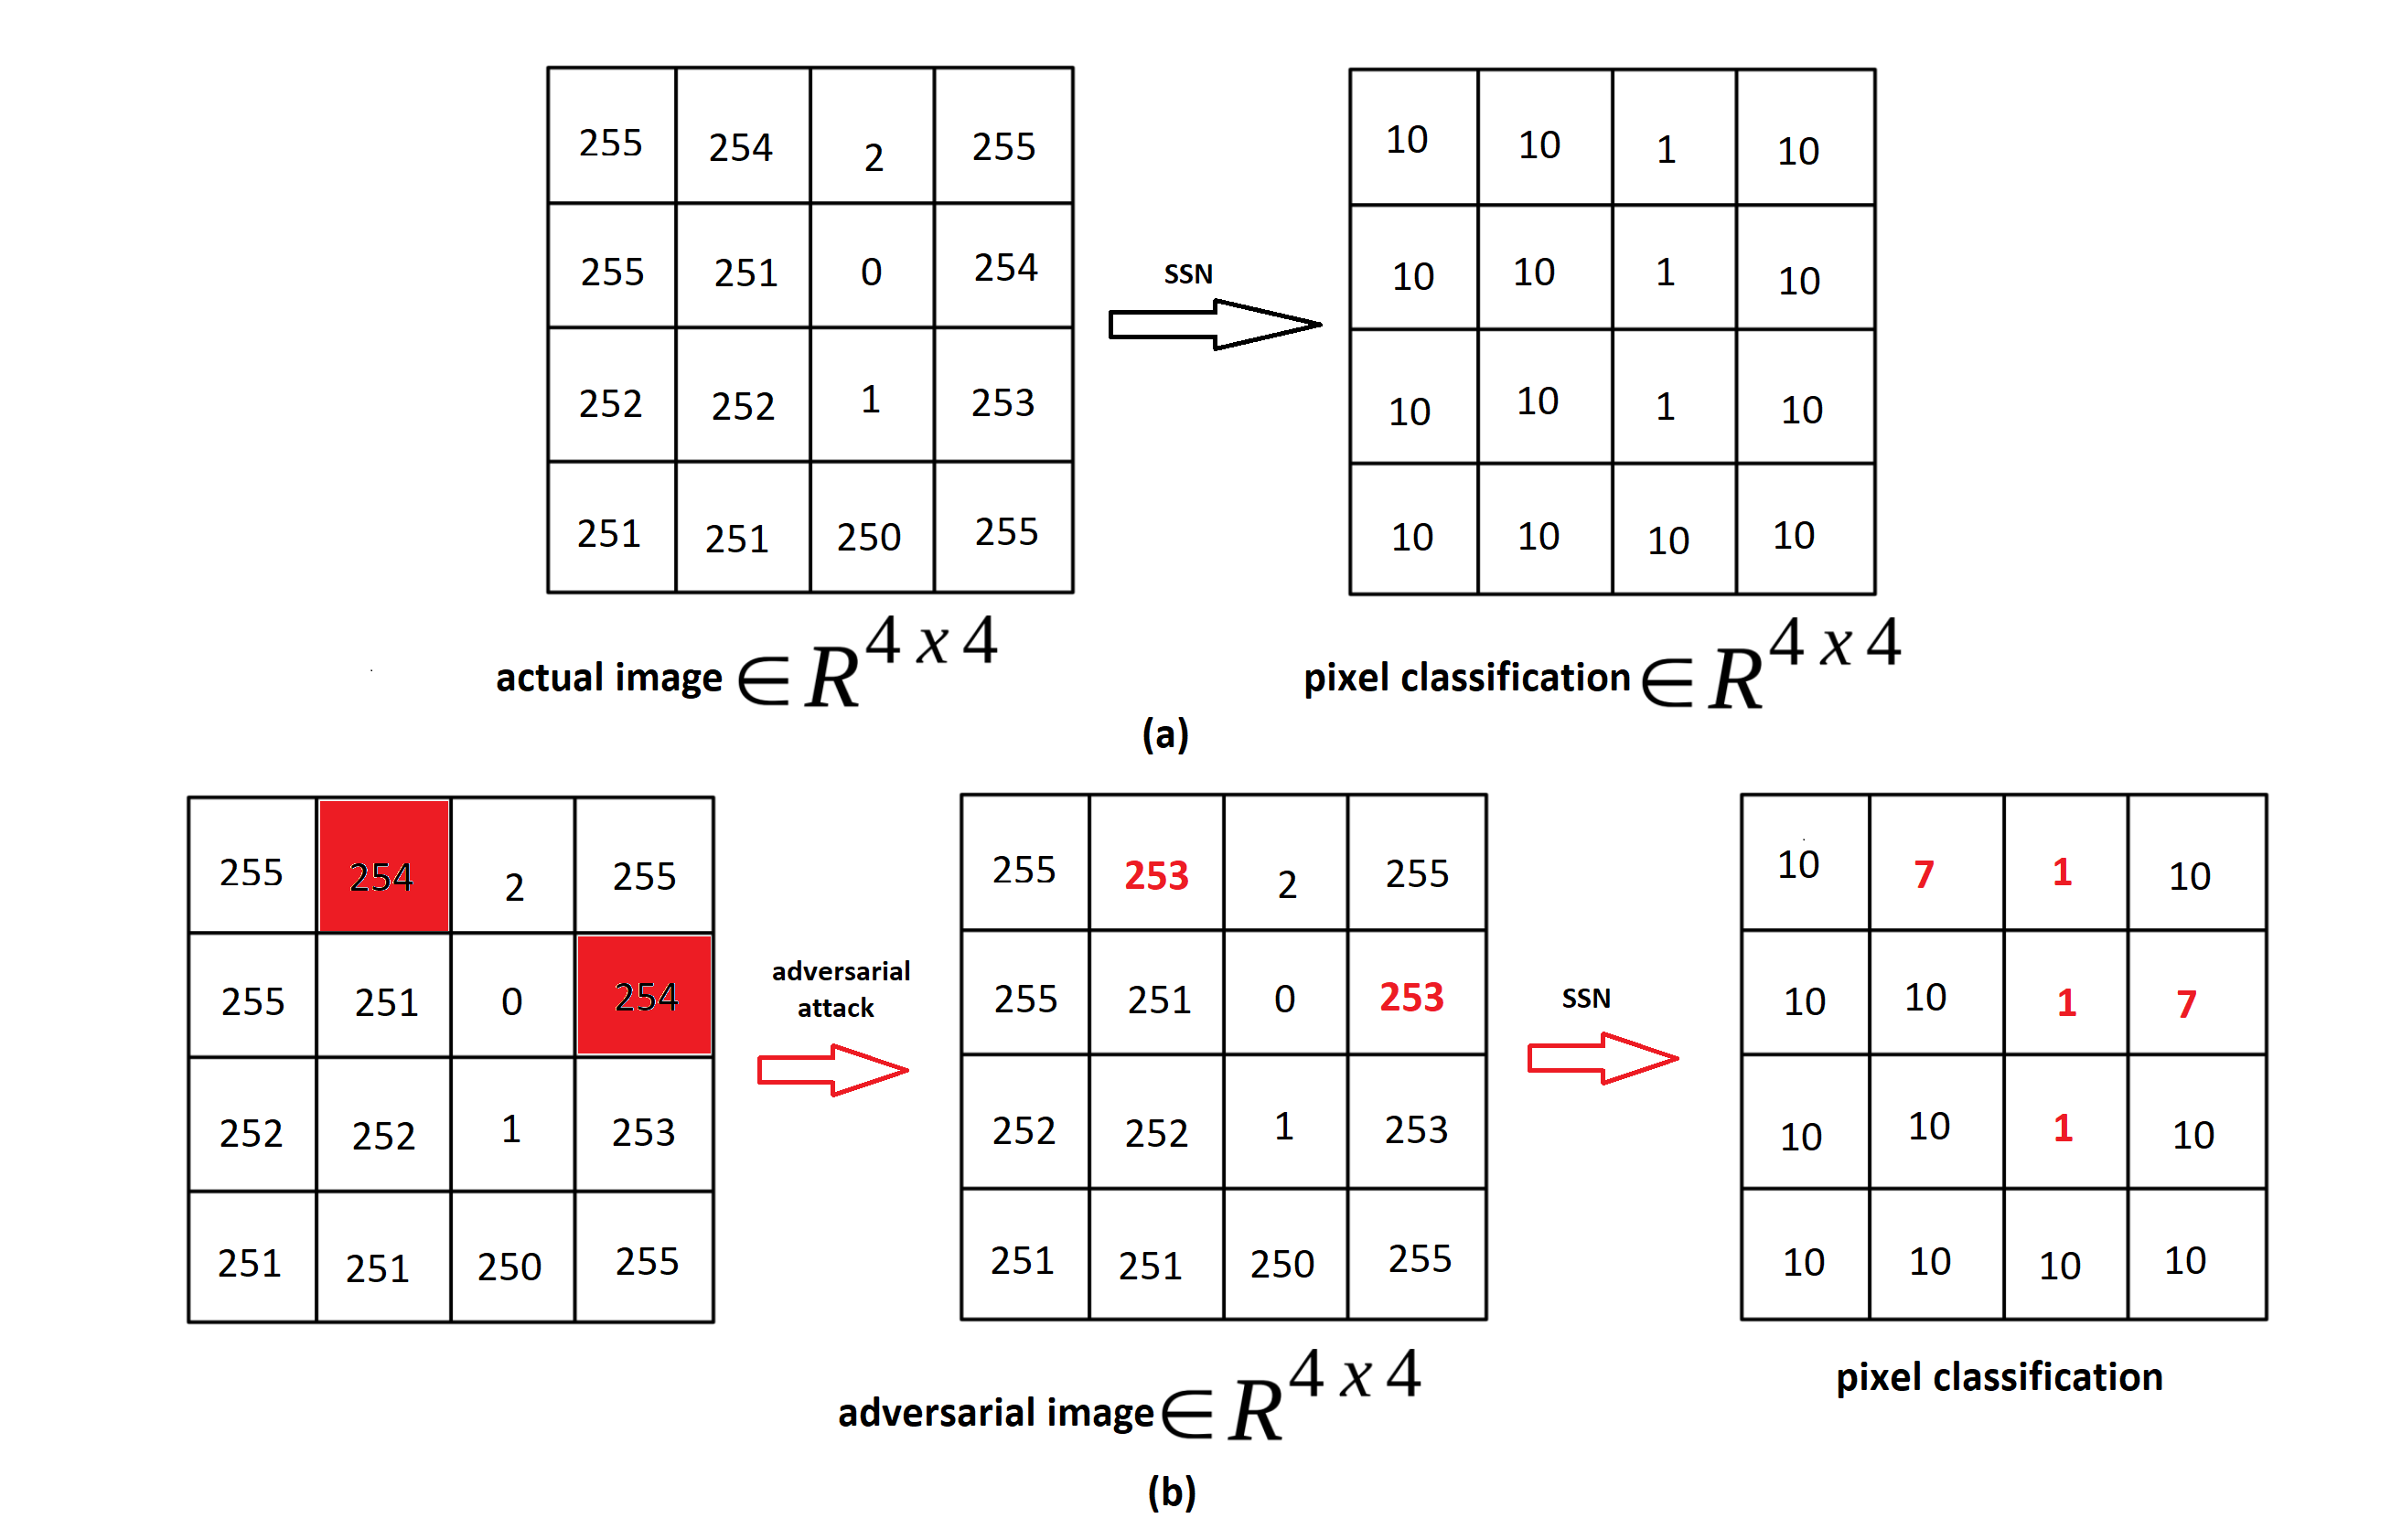 255 254 2 255
255 251 0 254
252 252 1 253
251 251 250 255
SSN
10 10 1 10
10 10 1 10
10 10 1 10
10 10 10 10
actual image ∈ R^4 x 4
pixel classification ∈ R^4 x 4
(a)
255 254 2 255
255 251 0 254
252 252 1 253
251 251 250 255
adversarial
attack
255 253 2 255
255 251 0 253
252 252 1 253
251 251 250 255
SSN
10 7 1 10
10 10 1 7
10 10 1 10
10 10 10 10
adversarial image ∈ R^4 x 4
pixel classification
(b)